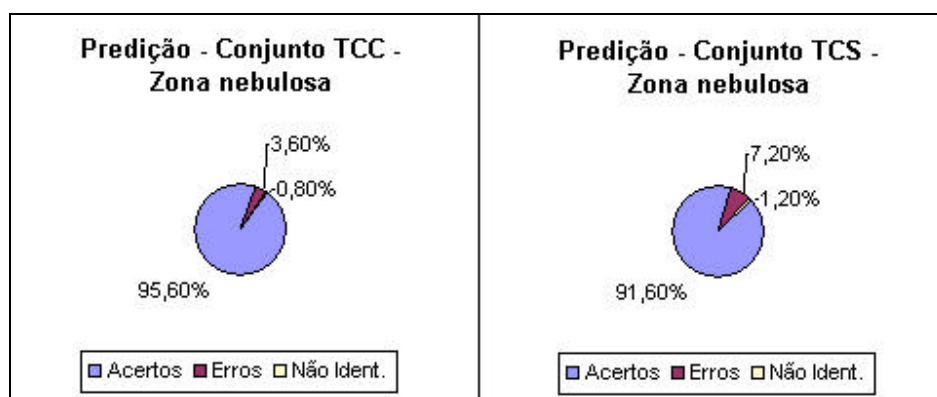 Predição - Conjunto TCC -
Zona nebulosa
3,60%
0,80%
95,60%
Acertos Erros Não Ident.
Predição - Conjunto TCS -
Zona nebulosa
7,20%
1,20%
91,60%
Acertos Erros Não Ident.